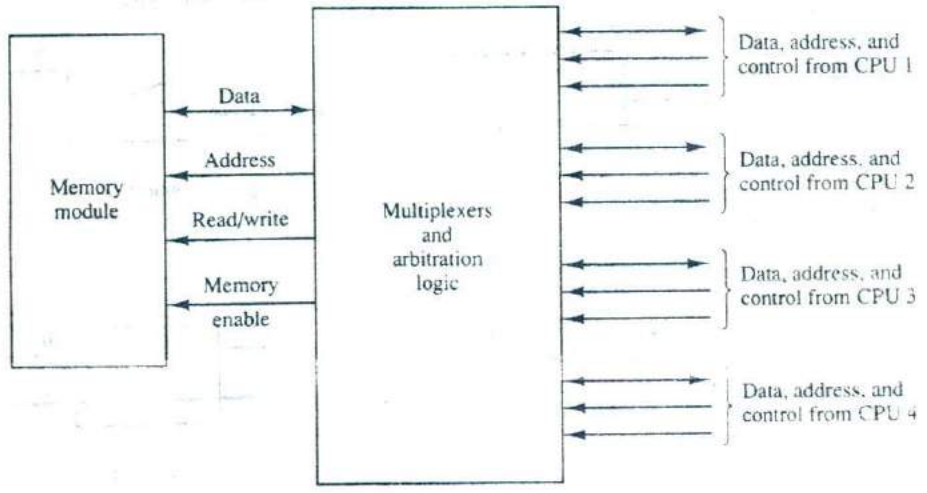 Memory
module
Data
Address
Read/write
Memory
enable
Multiplexers
and
arbitration
logic
Data, address, and
control from CPU 1
Data, address, and
control from CPU 2
Data, address, and
control from CPU 3
Data, address, and
control from CPU 4